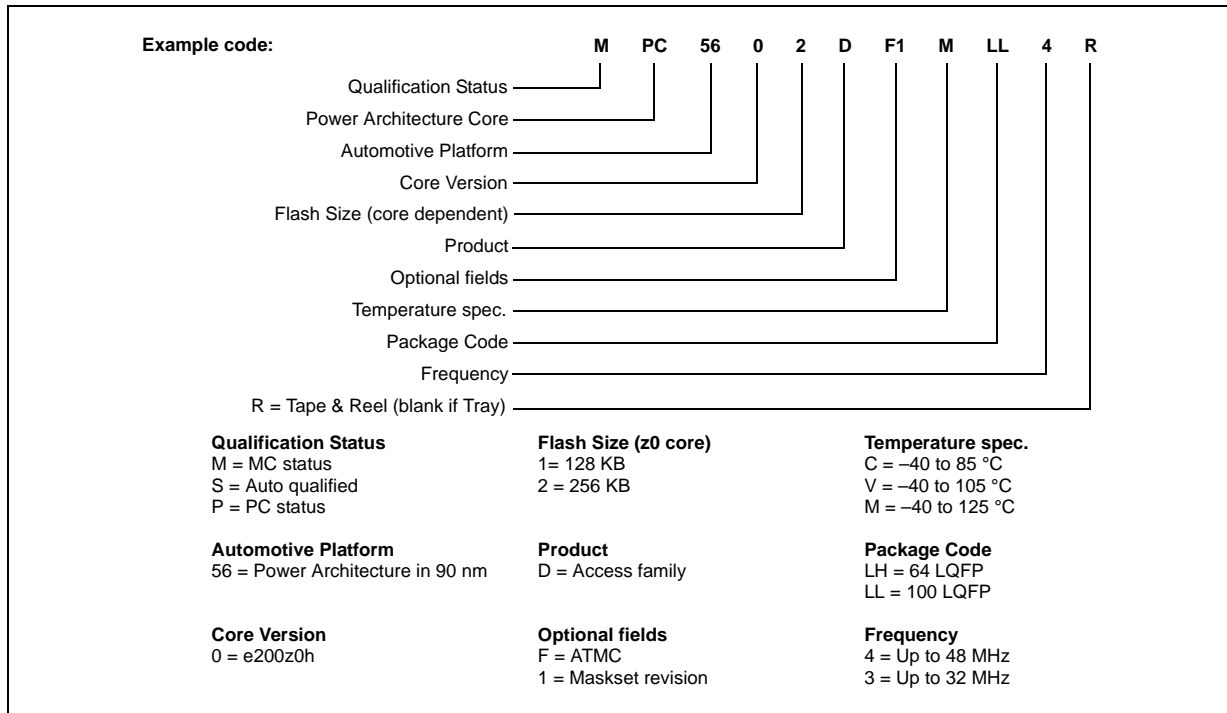 Example code: M PC 56 0 2 D F1 M LL 4 R
Qualification Status
Power Architecture Core
Automotive Platform
Core Version
Flash Size (core dependent)
Product
Optional fields
Temperature spec.
Package Code
Frequency
R = Tape & Reel (blank if Tray)
Qualification Status
M = MC status
S = Auto qualified
P = PC status
Flash Size (z0 core)
1= 128 KB
2 = 256 KB
Temperature spec.
C = –40 to 85 °C
V = –40 to 105 °C
M = –40 to 125 °C
Automotive Platform
56 = Power Architecture in 90 nm
Product
D = Access family
Package Code
LH = 64 LQFP
LL = 100 LQFP
Core Version
0 = e200z0h
Optional fields
F = ATMC
1 = Maskset revision
Frequency
4 = Up to 48 MHz
3 = Up to 32 MHz